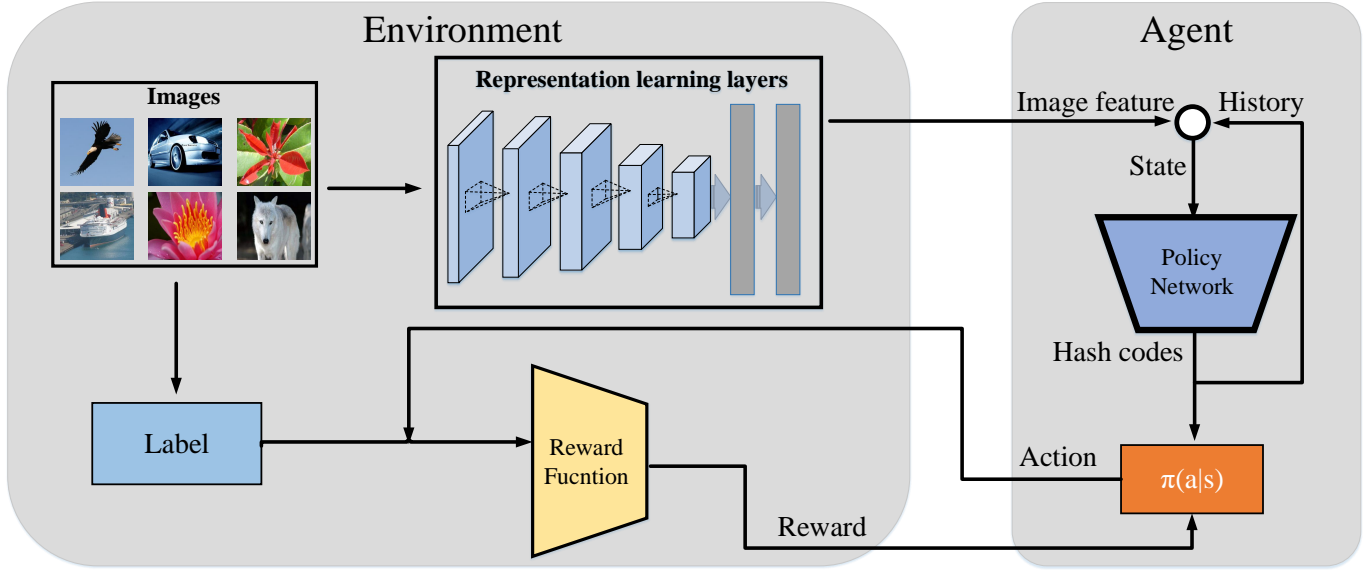 Environment
Agent
Images
Representation learning layers
Image feature
History
State
Policy
Network
Hash codes
Label
Reward
Fucntion
Action
π(a|s)
Reward